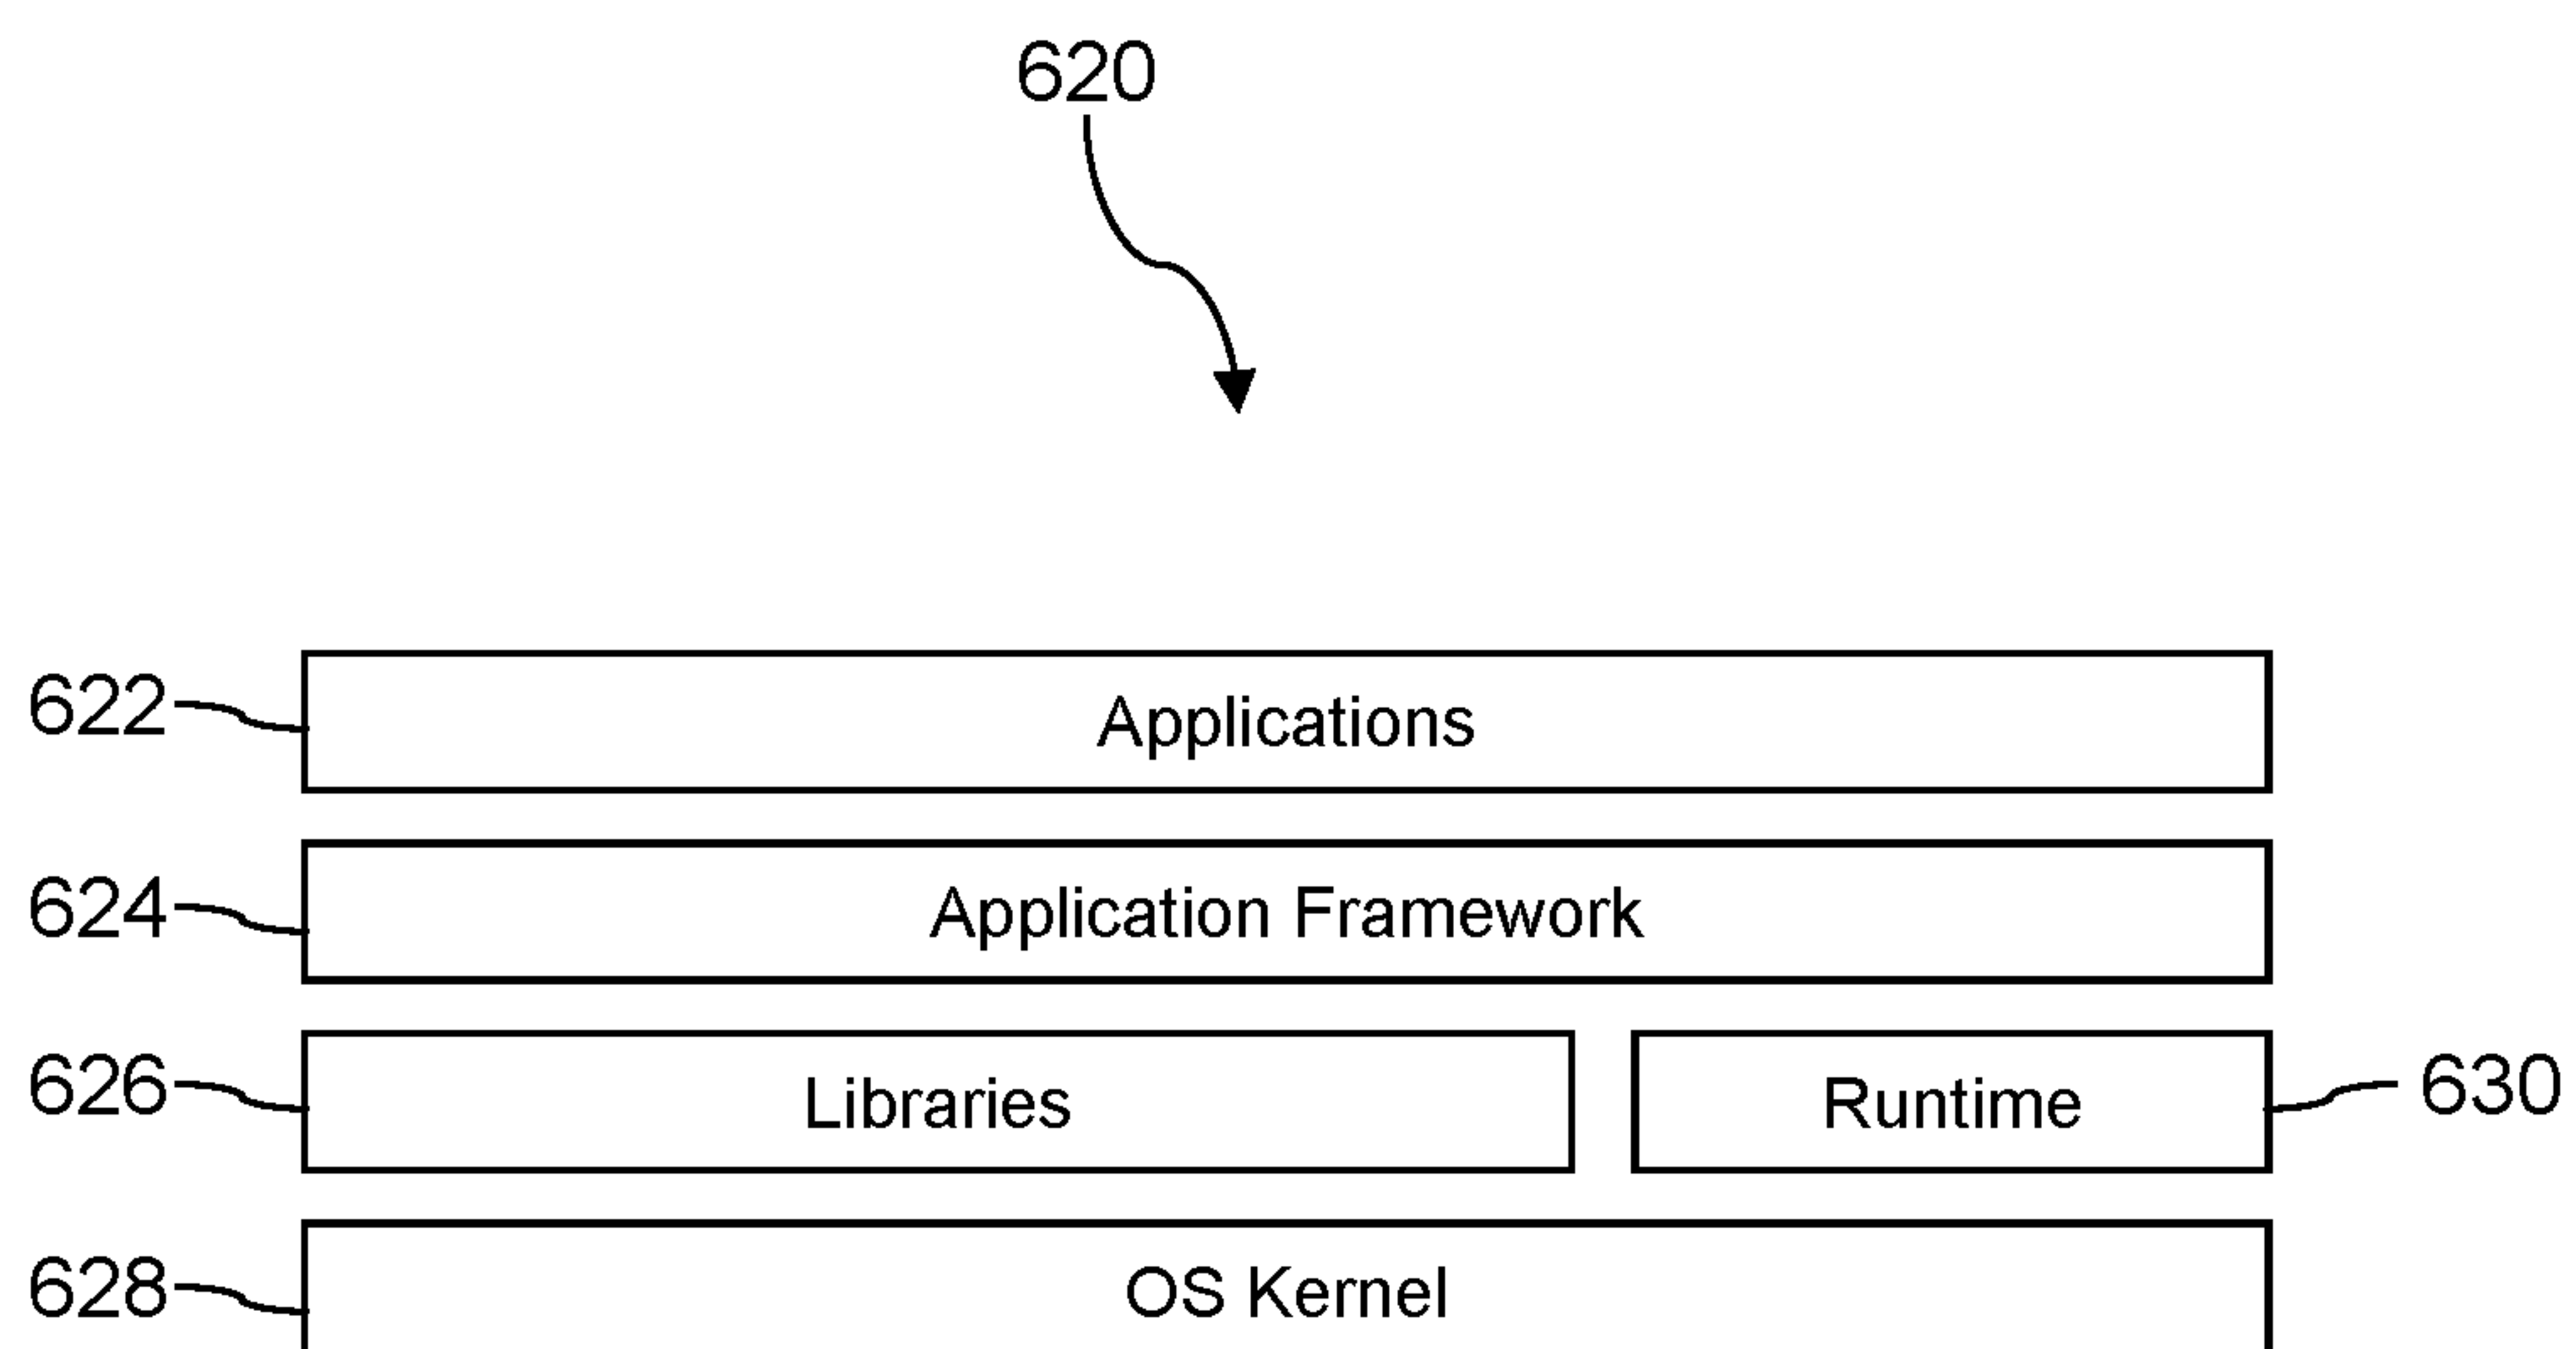 620
622 Applications
624 Application Framework
626 Libraries Runtime 630
628 OS Kernel